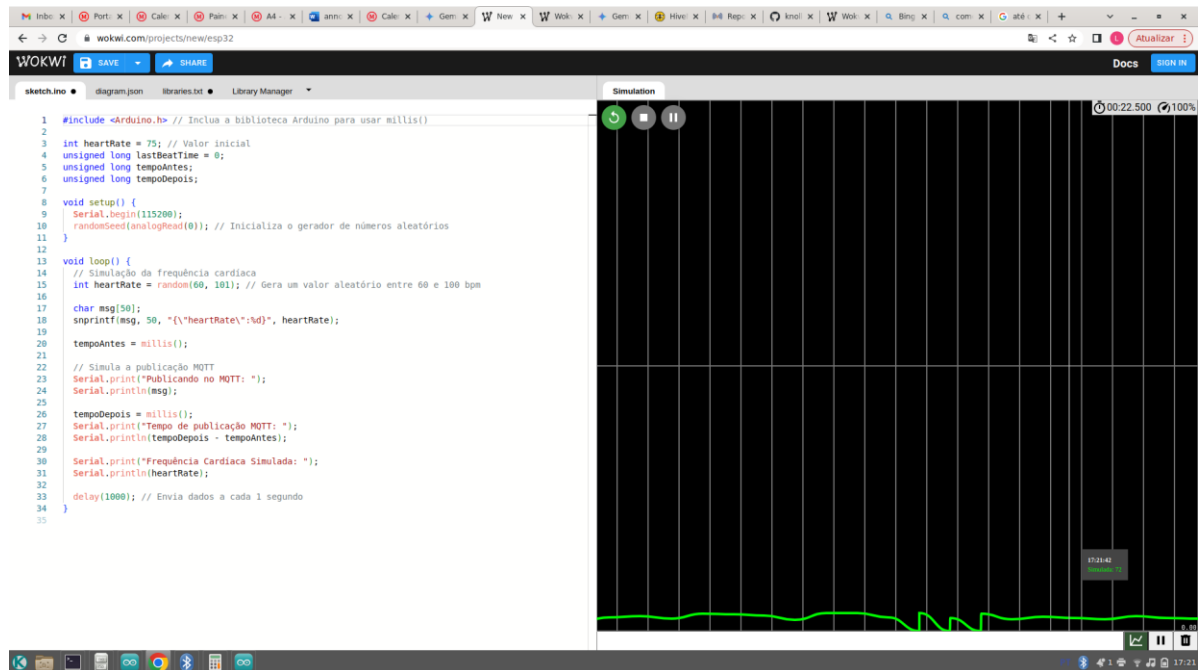 Inbo
Port
Cale
Pain
A4 -
anno
Cale
Gem
New
Wok
Gem
Hive
Repo
knoll
Wok
Bing
com
até c
wokwi.com/projects/new/esp32
L
Atualizar
WOKWI
SAVE
SHARE
Docs
SIGN IN
sketch.ino ● diagram.json libraries.txt ● Library Manager
1 #include <Arduino.h> // Inclua a biblioteca Arduino para usar millis()
2
3 int heartRate = 75; // Valor inicial
4 unsigned long lastBeatTime = 0;
5 unsigned long tempoAntes;
6 unsigned long tempoDepois;
7
8 void setup() {
9 Serial.begin(115200);
10 randomSeed(analogRead(0)); // Inicializa o gerador de números aleatórios
11 }
12
13 void loop() {
14 // Simulação da frequência cardíaca
15 int heartRate = random(60, 101); // Gera um valor aleatório entre 60 e 100 bpm
16
17 char msg[50];
18 snprintf(msg, 50, "{\"heartRate\":%d}", heartRate);
19
20 tempoAntes = millis();
21
22 // Simula a publicação MQTT
23 Serial.print("Publicando no MQTT: ");
24 Serial.println(msg);
25
26 tempoDepois = millis();
27 Serial.print("Tempo de publicação MQTT: ");
28 Serial.println(tempoDepois - tempoAntes);
29
30 Serial.print("Frequência Cardíaca Simulada: ");
31 Serial.println(heartRate);
32
33 delay(1000); // Envia dados a cada 1 segundo
34 }
35
Simulation
00:22.500 100%
17:21:42
Simulada: 72
0.00
1
17:21